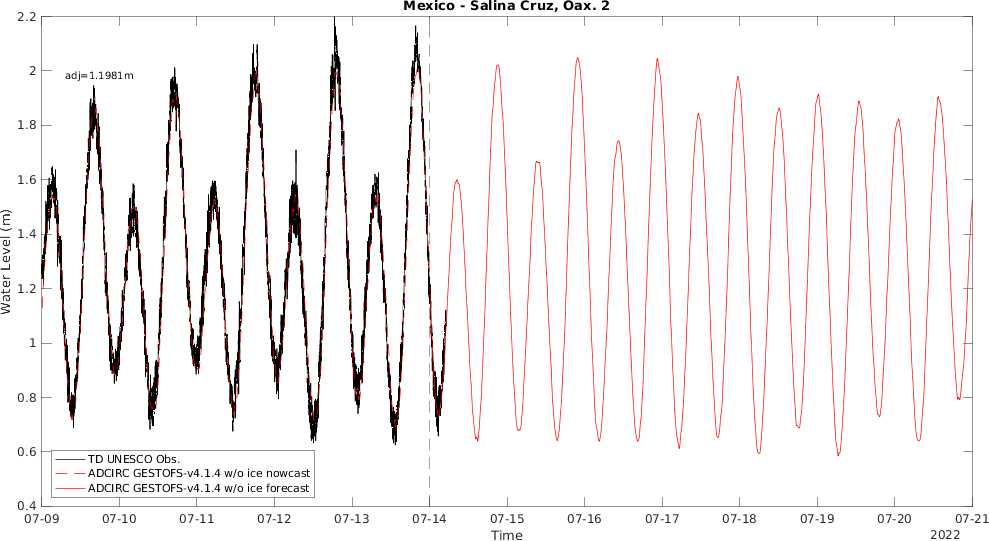 Mexico - Salina Cruz, Oax. 2
2.2
2
1.8
1.6
1.4
1.2
1
0.8
0.6
0.4
Water Level (m)
adj=1.1981m
TD UNESCO Obs.
ADCIRC GESTOFS-v4.1.4 w/o ice nowcast
ADCIRC GESTOFS-v4.1.4 w/o ice forecast
07-09 07-10 07-11 07-12 07-13 07-14 07-15 07-16 07-17 07-18 07-19 07-20 07-21
Time
2022